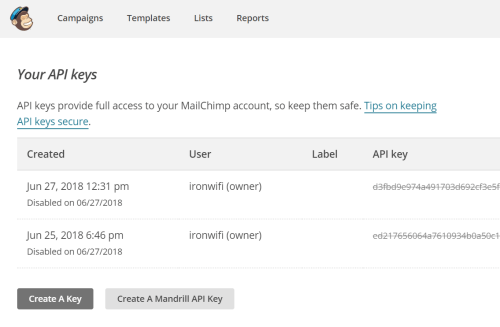 Campaigns Templates Lists Reports
Your API keys
API keys provide full access to your MailChimp account, so keep them safe. Tips on keeping
API keys secure.
Created User Label API key
Jun 27, 2018 12:31 pm ironwifi (owner) d3fbd9e974a491703d692cf3e5f
Disabled on 06/27/2018
Jun 25, 2018 6:46 pm ironwifi (owner) ed217656064a7610934b0a50c1
Disabled on 06/27/2018
Create A Key Create A Mandrill API Key